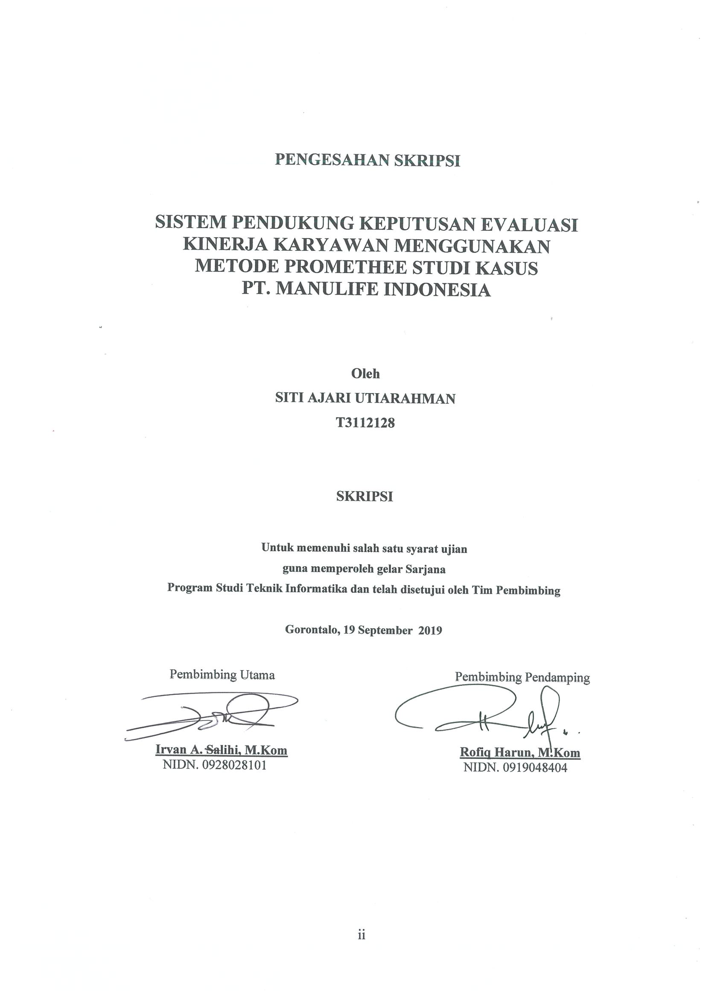 PENGESAHAN SKRIPSI
SISTEM PENDUKUNG KEPUTUSAN EVALUASI
KINERJA KARYAWAN MENGGUNAKAN
METODE PROMETHEE STUDI KASUS
PT. MANULIFE INDONESIA
Oleh
SITI AJARI UTIARAHMAN
T3112128
SKRIPSI
Untuk memenuhi salah satu syarat ujian
guna memperoleh gelar Sarjana
Program Studi Teknik Informatika dan telah disetujui oleh Tim Pembimbing
Gorontalo, 19 September 2019
Pembimbing Utama
Irvan A. Salihi, M.Kom
NIDN. 0928028101
Pembimbing Pendamping
Rofiq Harun, M.Kom
NIDN. 0919048404
ii